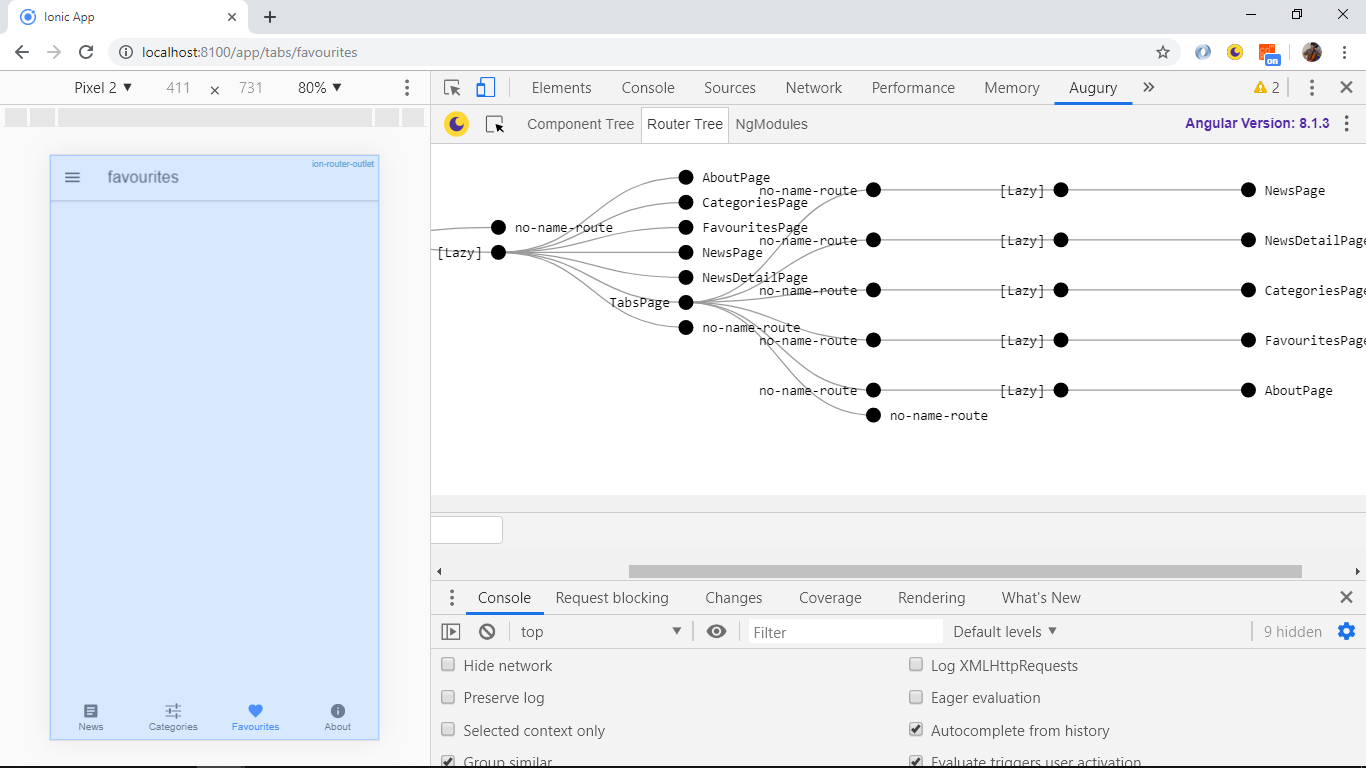 Ionic App
localhost:8100/app/tabs/favourites
on
Pixel 2 411 731 80%
Elements Console Sources Network Performance Memory Augury 2
Component Tree Router Tree NgModules Angular Version: 8.1.3
ion-router-outlet
favourites
AboutPage
no-name-route [Lazy] NewsPage
CategoriesPage
no-name-route FavouritesPage
no-name-route [Lazy] NewsDetailPage
[Lazy] NewsPage
NewsDetailPage
no-name-route [Lazy] CategoriesPage
TabsPage
no-name-route
no-name-route [Lazy] FavouritesPage
no-name-route [Lazy] AboutPage
no-name-route
Console Request blocking Changes Coverage Rendering What's New
top Filter Default levels 9 hidden
Hide network Log XMLHttpRequests
Preserve log Eager evaluation
Selected context only Autocomplete from history
Group similar Evaluate triggers user activation
News Categories Favourites About